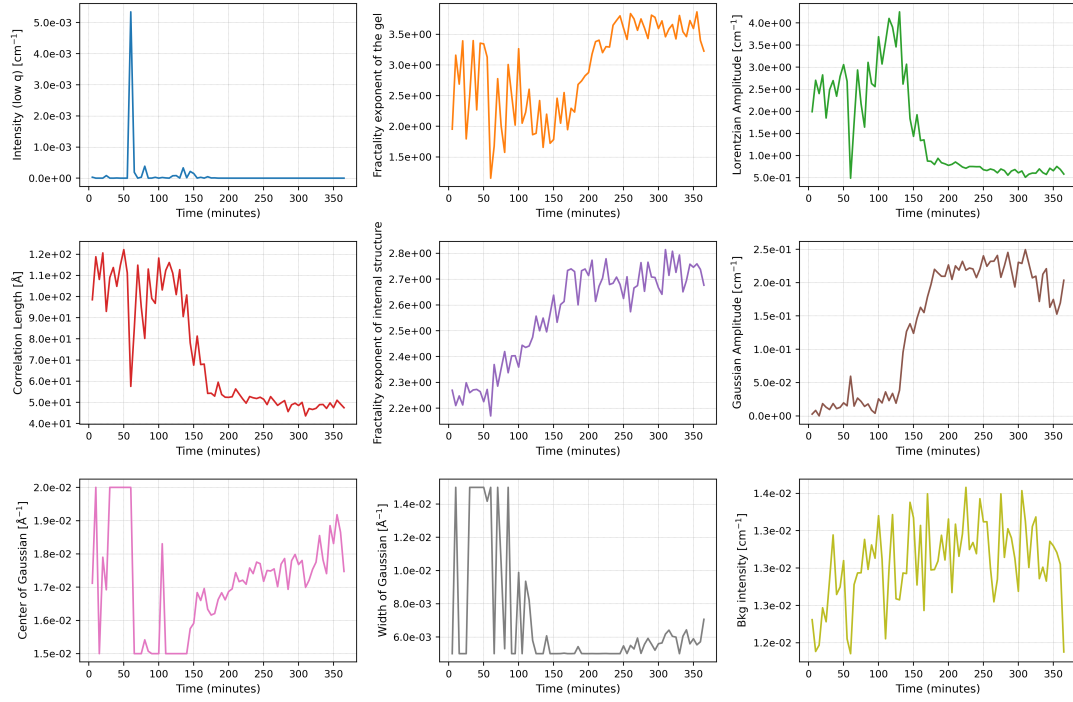 Intensity (low q) [cm⁻¹]
5.0e-03
4.0e-03
3.0e-03
2.0e-03
1.0e-03
0.0e+00
0 50 100 150 200 250 300 350
Time (minutes)
Fractality exponent of the gel
3.5e+00
3.0e+00
2.5e+00
2.0e+00
1.5e+00
0 50 100 150 200 250 300 350
Time (minutes)
Lorentzian Amplitude [cm⁻¹]
4.0e+00
3.5e+00
3.0e+00
2.5e+00
2.0e+00
1.5e+00
1.0e+00
5.0e-01
0 50 100 150 200 250 300 350
Time (minutes)
Correlation Length [Å]
1.2e+02
1.1e+02
1.0e+02
9.0e+01
8.0e+01
7.0e+01
6.0e+01
5.0e+01
4.0e+01
0 50 100 150 200 250 300 350
Time (minutes)
Fractality exponent of internal structure
2.8e+00
2.7e+00
2.6e+00
2.5e+00
2.4e+00
2.3e+00
2.2e+00
0 50 100 150 200 250 300 350
Time (minutes)
Gaussian Amplitude [cm⁻¹]
2.5e-01
2.0e-01
1.5e-01
1.0e-01
5.0e-02
0.0e+00
0 50 100 150 200 250 300 350
Time (minutes)
Center of Gaussian [Å⁻¹]
2.0e-02
1.9e-02
1.8e-02
1.7e-02
1.6e-02
1.5e-02
0 50 100 150 200 250 300 350
Time (minutes)
Width of Gaussian [Å⁻¹]
1.4e-02
1.2e-02
1.0e-02
8.0e-03
6.0e-03
0 50 100 150 200 250 300 350
Time (minutes)
Bkg intensity [cm⁻¹]
1.4e-02
1.3e-02
1.3e-02
1.3e-02
1.2e-02
0 50 100 150 200 250 300 350
Time (minutes)